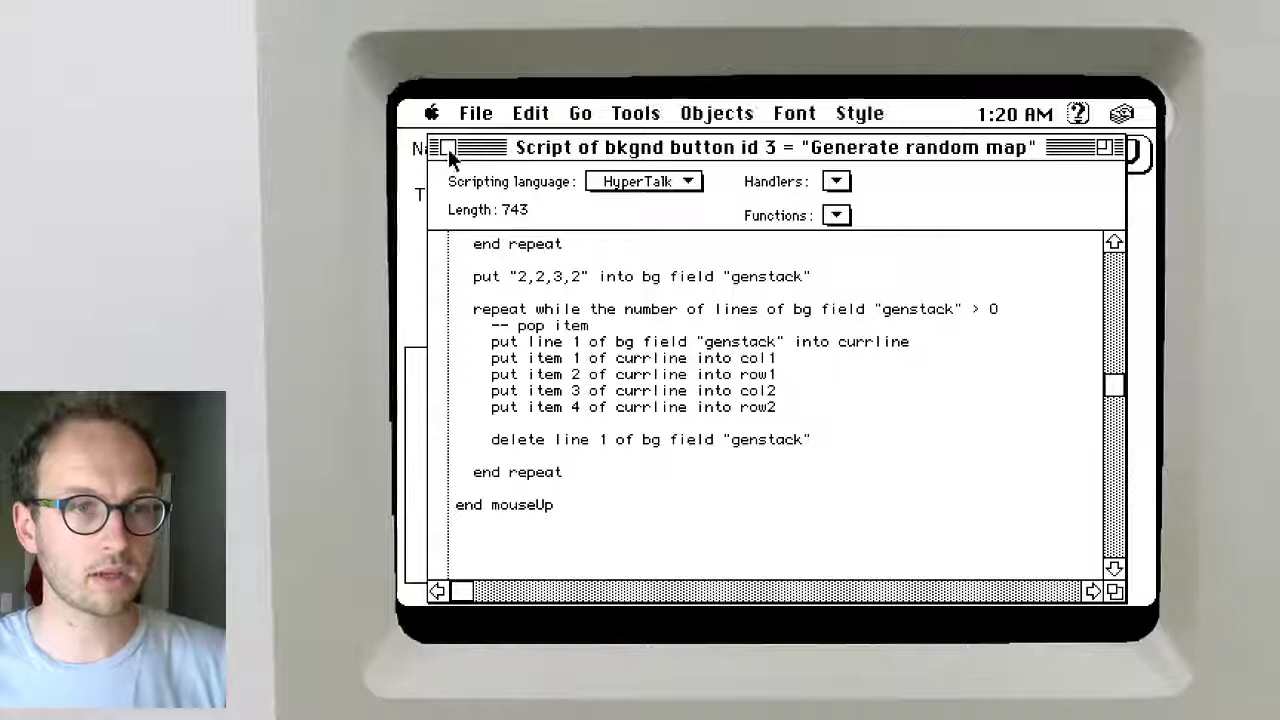 File Edit Go Tools Objects Font Style 1:20 AM
Script of bkgnd button id 3 = "Generate random map"
Scripting language: HyperTalk Handlers:
Length: 743
Functions:
end repeat
put "2,2,3,2" into bg field "genstack"
repeat while the number of lines of bg field "genstack" > 0
-- pop item
put line 1 of bg field "genstack" into currline
put item 1 of currline into col1
put item 2 of currline into row1
put item 3 of currline into col2
put item 4 of currline into row2
delete line 1 of bg field "genstack"
end repeat
end mouseUp